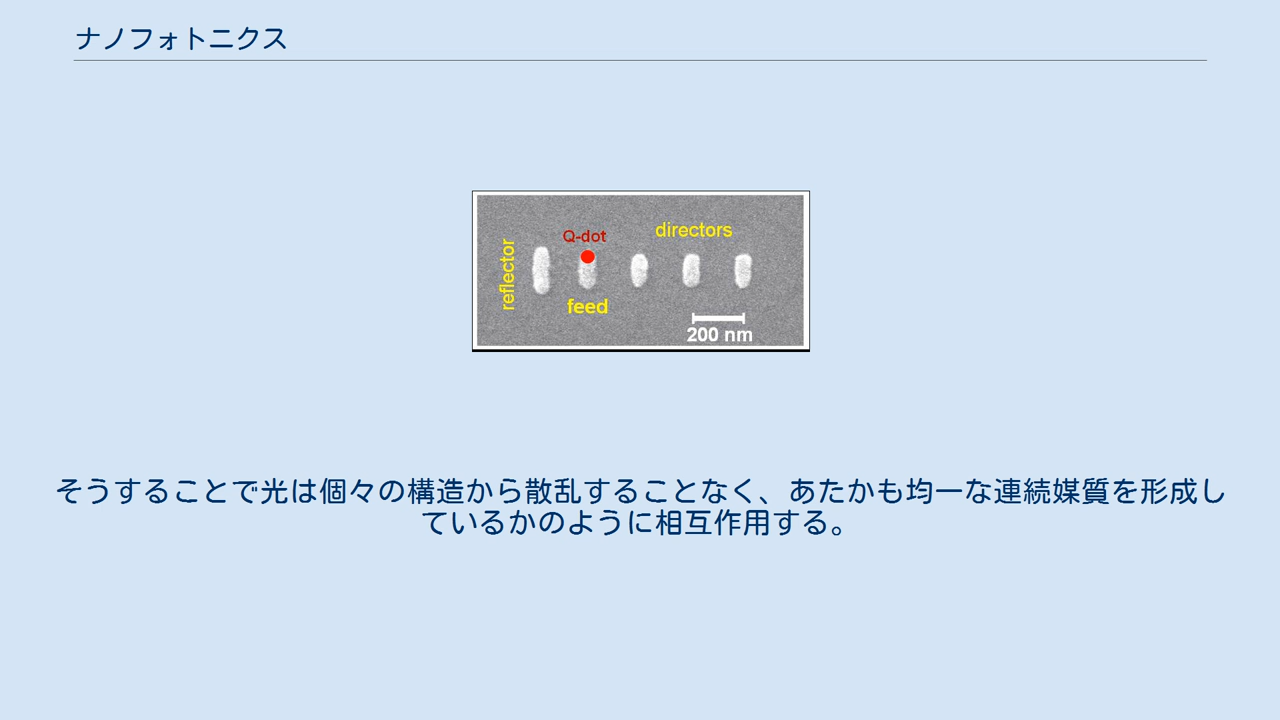 ナノフォトニクス
Q-dot
directors
reflector
feed
200 nm
そうすることで光は個々の構造から散乱することなく、あたかも均一な連続媒質を形成し
ているかのように相互作用する。